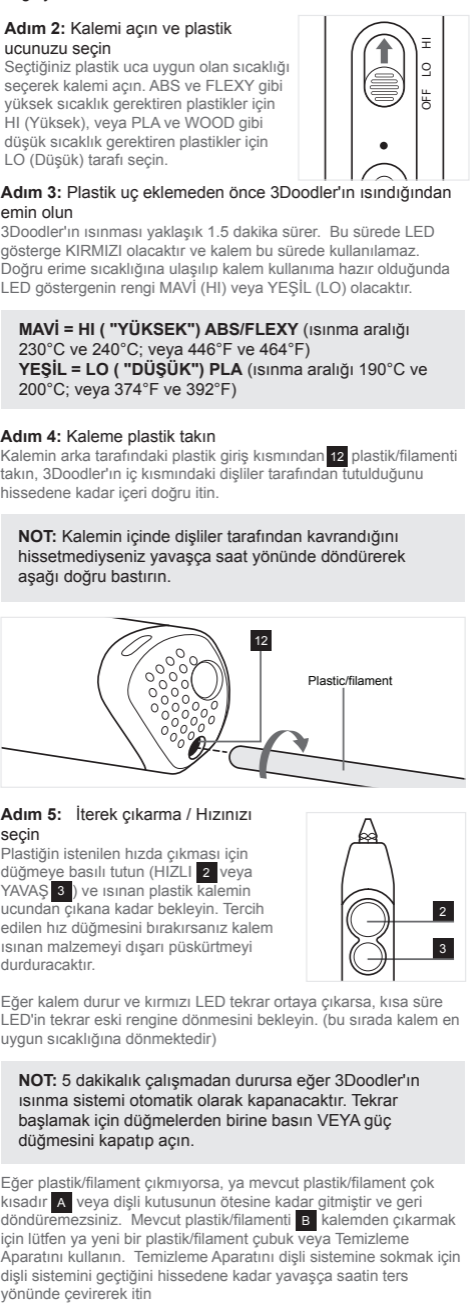 Adım 2: Kalemi açın ve plastik
ucunuzu seçin
Seçtiğiniz plastik uca uygun olan sıcaklığı
seçerek kalemi açın. ABS ve FLEXY gibi
yüksek sıcaklık gerektiren plastikler için
HI (Yüksek), veya PLA ve WOOD gibi
düşük sıcaklık gerektiren plastikler için
LO (Düşük) tarafı seçin.
OFF LO HI
Adım 3: Plastik uç eklemeden önce 3Doodler'ın ısındığından
emin olun
3Doodler'ın ısınması yaklaşık 1.5 dakika sürer. Bu sürede LED
gösterge KIRMIZI olacaktır ve kalem bu sürede kullanılamaz.
Doğru erime sıcaklığına ulaşılıp kalem kullanıma hazır olduğunda
LED göstergenin rengi MAVİ (HI) veya YEŞİL (LO) olacaktır.
MAVİ = HI ( "YÜKSEK") ABS/FLEXY (ısınma aralığı
230°C ve 240°C; veya 446°F ve 464°F)
YEŞİL = LO ( "DÜŞÜK") PLA (ısınma aralığı 190°C ve
200°C; veya 374°F ve 392°F)
Adım 4: Kaleme plastik takın
Kalemin arka tarafındaki plastik giriş kısmından 12 plastik/filamenti
takın, 3Doodler'ın iç kısmındaki dişliler tarafından tutulduğunu
hissedene kadar içeri doğru itin.
NOT: Kalemin içinde dişliler tarafından kavrandığını
hissetmediyseniz yavaşça saat yönünde döndürerek
aşağı doğru bastırın.
12
Plastic/filament
Adım 5: İterek çıkarma / Hızınızı
seçin
Plastiğin istenilen hızda çıkması için
düğmeye basılı tutun (HIZLI 2 veya
YAVAŞ 3 ) ve ısınan plastik kalemin
ucundan çıkana kadar bekleyin. Tercih
edilen hız düğmesini bırakırsanız kalem
ısınan malzemeyi dışarı püskürtmeyi
durduracaktır.
2
3
Eğer kalem durur ve kırmızı LED tekrar ortaya çıkarsa, kısa süre
LED'in tekrar eski rengine dönmesini bekleyin. (bu sırada kalem en
uygun sıcaklığına dönmektedir)
NOT: 5 dakikalık çalışmadan durursa eğer 3Doodler'ın
ısınma sistemi otomatik olarak kapanacaktır. Tekrar
başlamak için düğmelerden birine basın VEYA güç
düğmesini kapatıp açın.
Eğer plastik/filament çıkmıyorsa, ya mevcut plastik/filament çok
kısadır A veya dişli kutusunun ötesine kadar gitmiştir ve geri
döndüremezsiniz. Mevcut plastik/filamenti B kalemden çıkarmak
için lütfen ya yeni bir plastik/filament çubuk veya Temizleme
Aparatını kullanın. Temizleme Aparatını dişli sistemine sokmak için
dişli sistemini geçtiğini hissedene kadar yavaşça saatin ters
yönünde çevirerek itin